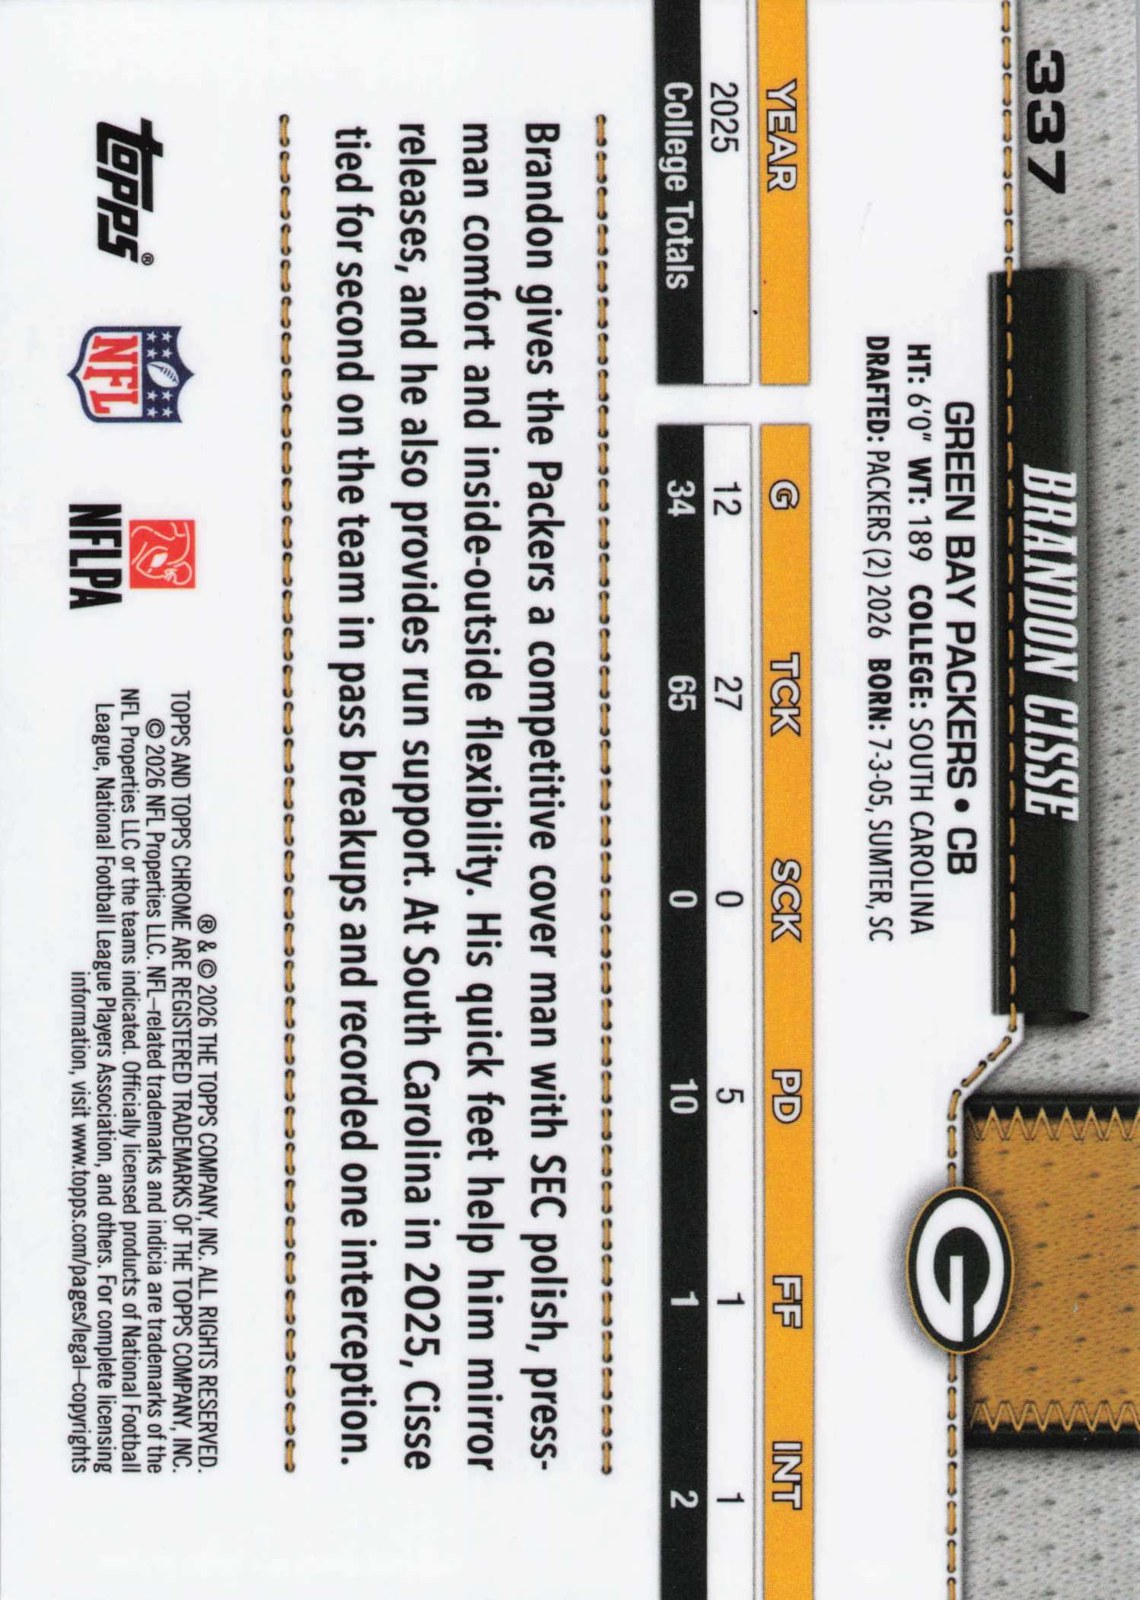 337
BRANDON CISSE
GREEN BAY PACKERS • CB
HT: 6'0" WT: 189 COLLEGE: SOUTH CAROLINA
DRAFTED: PACKERS (2) 2026 BORN: 7-3-05, SUMTER, SC
G
YEAR G TCK SCK PD FF INT
2025 12 27 0 5 1 1
College Totals 34 65 0 10 1 2
Brandon gives the Packers a competitive cover man with SEC polish, press-
man comfort and inside-outside flexibility. His quick feet help him mirror
releases, and he also provides run support. At South Carolina in 2025, Cisse
tied for second on the team in pass breakups and recorded one interception.
topps®
NFL
NFLPA
® & © 2026 THE TOPPS COMPANY, INC. ALL RIGHTS RESERVED.
TOPPS AND TOPPS CHROME ARE REGISTERED TRADEMARKS OF THE TOPPS COMPANY, INC.
© 2026 NFL Properties LLC. NFL-related trademarks and indicia are trademarks of the
NFL Properties LLC or the teams indicated. Officially licensed products of National Football
League, National Football League Players Association, and others. For complete licensing
information, visit www.topps.com/pages/legal-copyrights